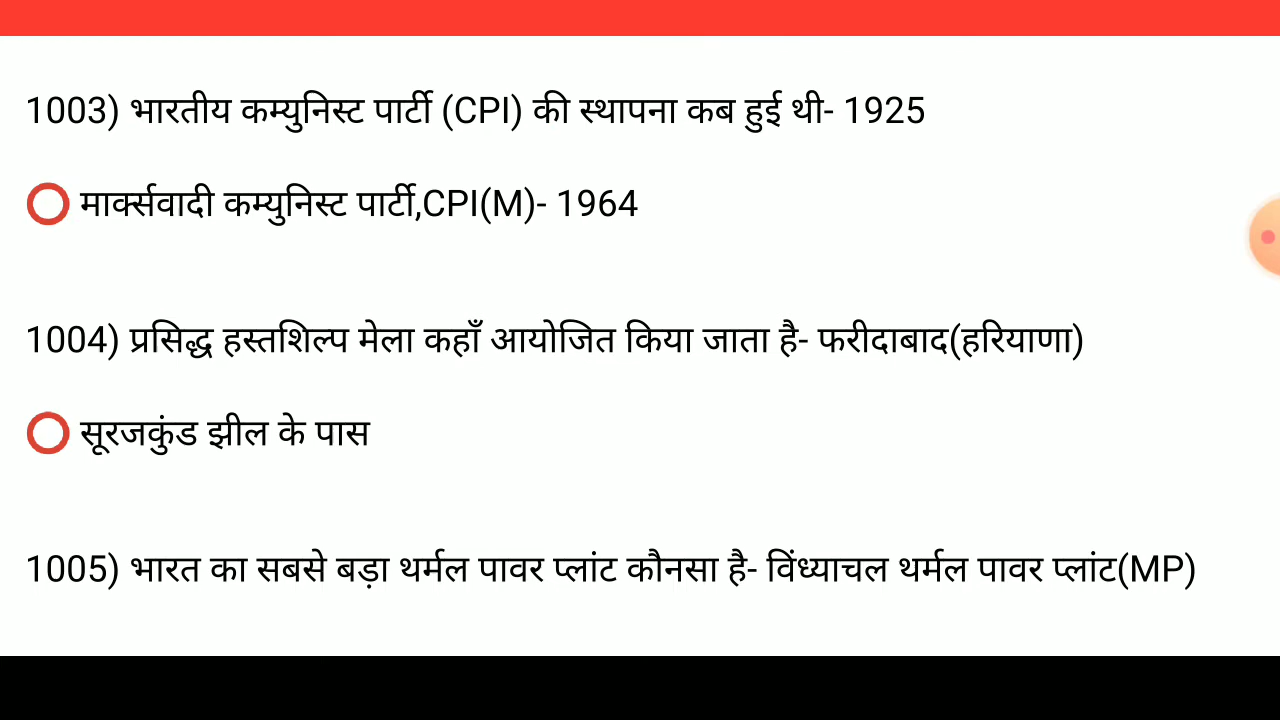 1003) भारतीय कम्युनिस्ट पार्टी (CPI) की स्थापना कब हुई थी- 1925
मार्क्सवादी कम्युनिस्ट पार्टी,CPI(M)- 1964
1004) प्रसिद्ध हस्तशिल्प मेला कहाँ आयोजित किया जाता है- फरीदाबाद(हरियाणा)
सूरजकुंड झील के पास
1005) भारत का सबसे बड़ा थर्मल पावर प्लांट कौनसा है- विंध्याचल थर्मल पावर प्लांट(MP)